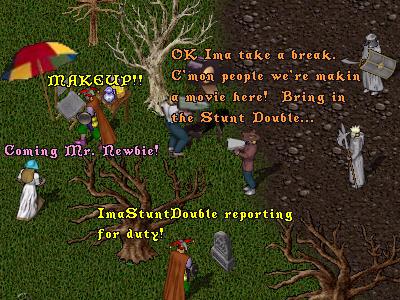 MAKEUP!!
OK Ima take a break.
C'mon people we're makin
a movie here! Bring in
the Stunt Double...
Coming Mr. Newbie!
ImaStuntDouble reporting
for duty!